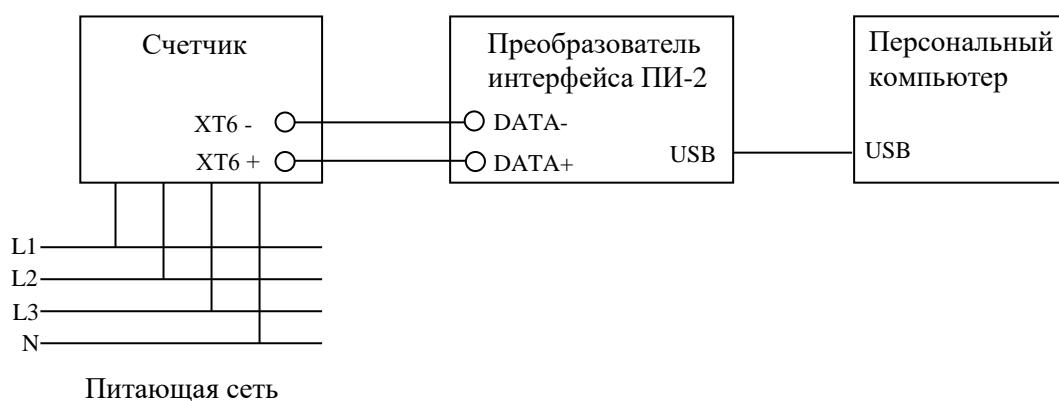 Счетчик
XT6 -
XT6 +
Преобразователь
интерфейса ПИ-2
DATA-
DATA+
USB
Персональный
компьютер
USB
L1
L2
L3
N
Питающая сеть